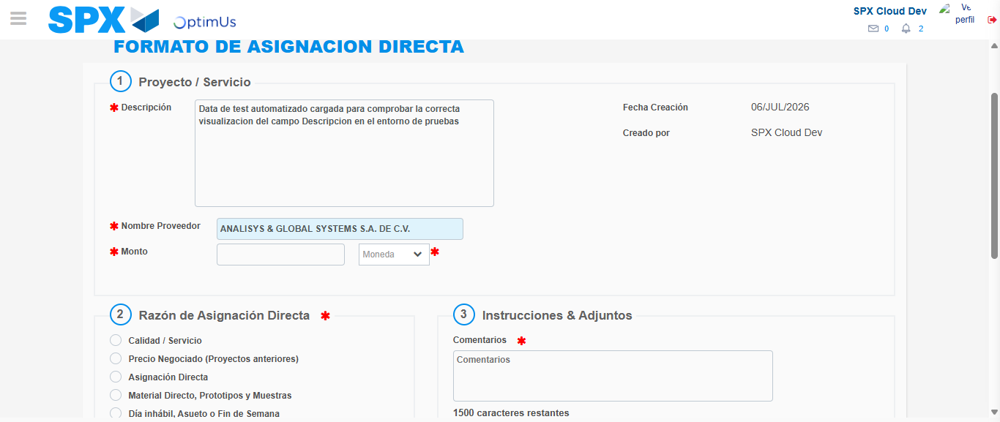 SPX
OptimUs
SPX Cloud Dev
Ve
perfil
0
2
FORMATO DE ASIGNACION DIRECTA
1 Proyecto / Servicio
✱ Descripción
Data de test automatizado cargada para comprobar la correcta
visualizacion del campo Descripcion en el entorno de pruebas
Fecha Creación 06/JUL/2026
Creado por SPX Cloud Dev
✱ Nombre Proveedor ANALISYS & GLOBAL SYSTEMS S.A. DE C.V.
✱ Monto Moneda ✱
2 Razón de Asignación Directa ✱
Calidad / Servicio
Precio Negociado (Proyectos anteriores)
Asignación Directa
Material Directo, Prototipos y Muestras
Día inhábil, Asueto o Fin de Semana
3 Instrucciones & Adjuntos
Comentarios ✱
Comentarios
1500 caracteres restantes